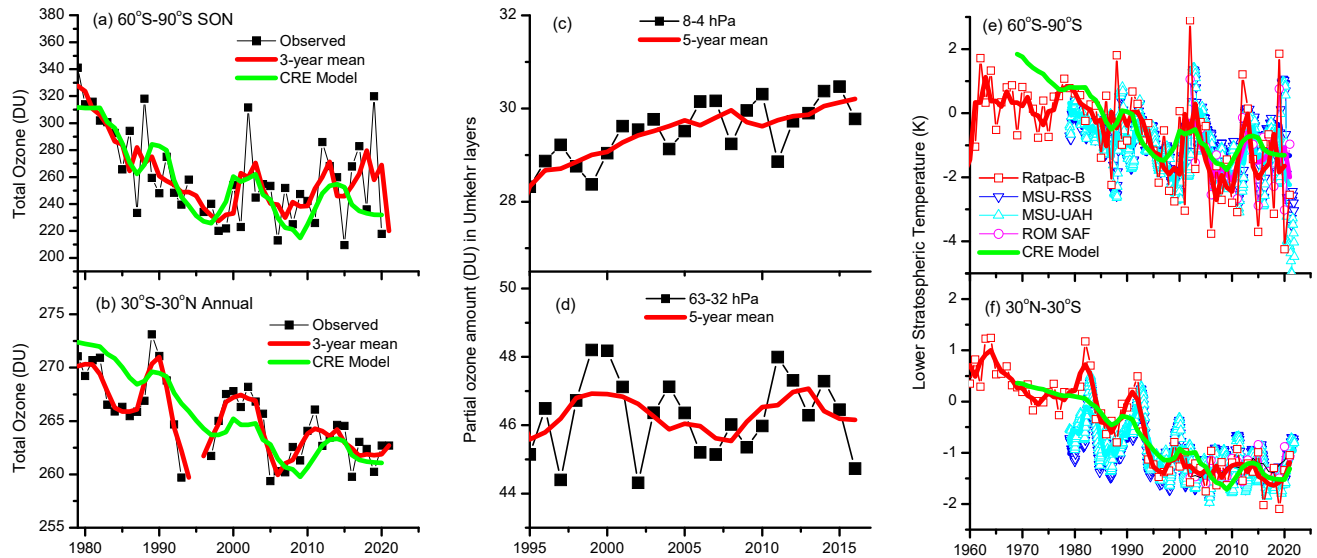 (a) 60°S-90°S SON
Observed
3-year mean
CRE Model
Total Ozone (DU)
360
340
320
300
280
260
240
220
200
(b) 30°S-30°N Annual
Observed
3-year mean
CRE Model
Total Ozone (DU)
275
270
265
260
255
1980
1990
2000
2010
2020
(c)
8-4 hPa
5-year mean
Partial ozone amount (DU) in Umkehr layers
32
30
28
(d)
63-32 hPa
5-year mean
48
46
44
1995
2000
2005
2010
2015
(e) 60°S-90°S
Ratpac-B
MSU-RSS
MSU-UAH
ROM SAF
CRE Model
Lower Stratospheric Temperature (K)
2
0
-2
-4
(f) 30°N-30°S
2
1
0
-1
-2
1960
1970
1980
1990
2000
2010
2020